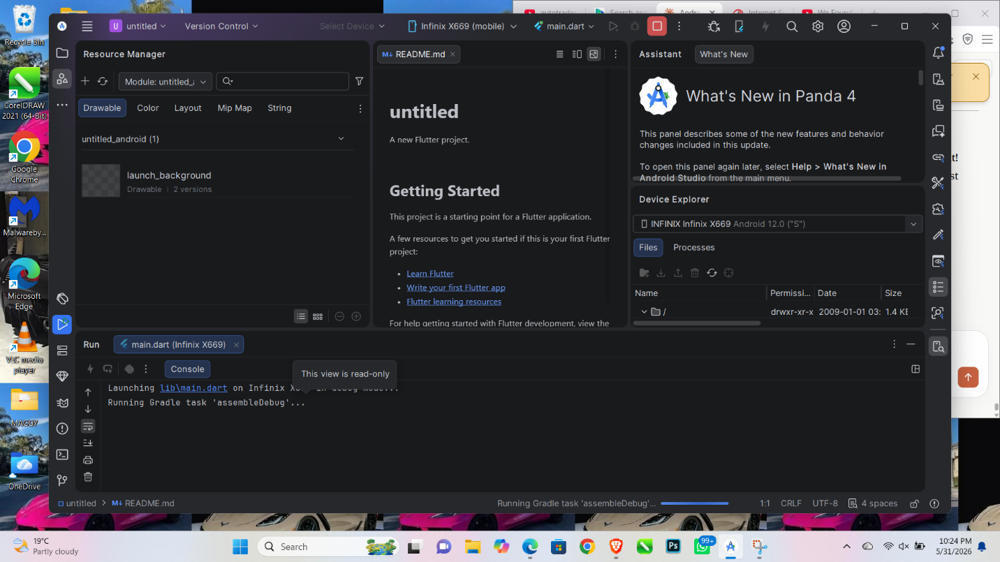 Recycle Bin
CorelDRAW
2021 (64-Bit)
Google
Chrome
Malwareby...
Microsoft
Edge
VLC media
player
MAGGY
OneDrive
autotrader
Search
We Found
U untitled
Version Control
Select Device
Infinix X669 (mobile)
main.dart
Resource Manager
Module: untitled_a
Drawable
Color
Layout
Mip Map
String
untitled_android (1)
launch_background
Drawable | 2 versions
M↓ README.md
untitled
A new Flutter project.
Getting Started
This project is a starting point for a Flutter application.
A few resources to get you started if this is your first Flutter
project:
• Learn Flutter
• Write your first Flutter app
• Flutter learning resources
For help getting started with Flutter development, view the
Assistant
What's New
What's New in Panda 4
This panel describes some of the new features and behavior
changes included in this update.
To open this panel again later, select Help > What's New in
Android Studio from the main menu.
Device Explorer
INFINIX Infinix X669 Android 12.0 ("S")
Files
Processes
Name
Permissi...
Date
Size
/
drwxr-xr-x
2009-01-01 03:
1.4 KE
t!
st
Run
main.dart (Infinix X669)
Console
This view is read-only
Launching lib\main.dart on Infinix X669 in debug mode...
Running Gradle task 'assembleDebug'...
untitled > M↓ README.md
Running Gradle task 'assembleDebug'...
1:1
CRLF
UTF-8
4 spaces
19°C
Partly cloudy
Search
Ps
99+
10:24 PM
5/31/2026